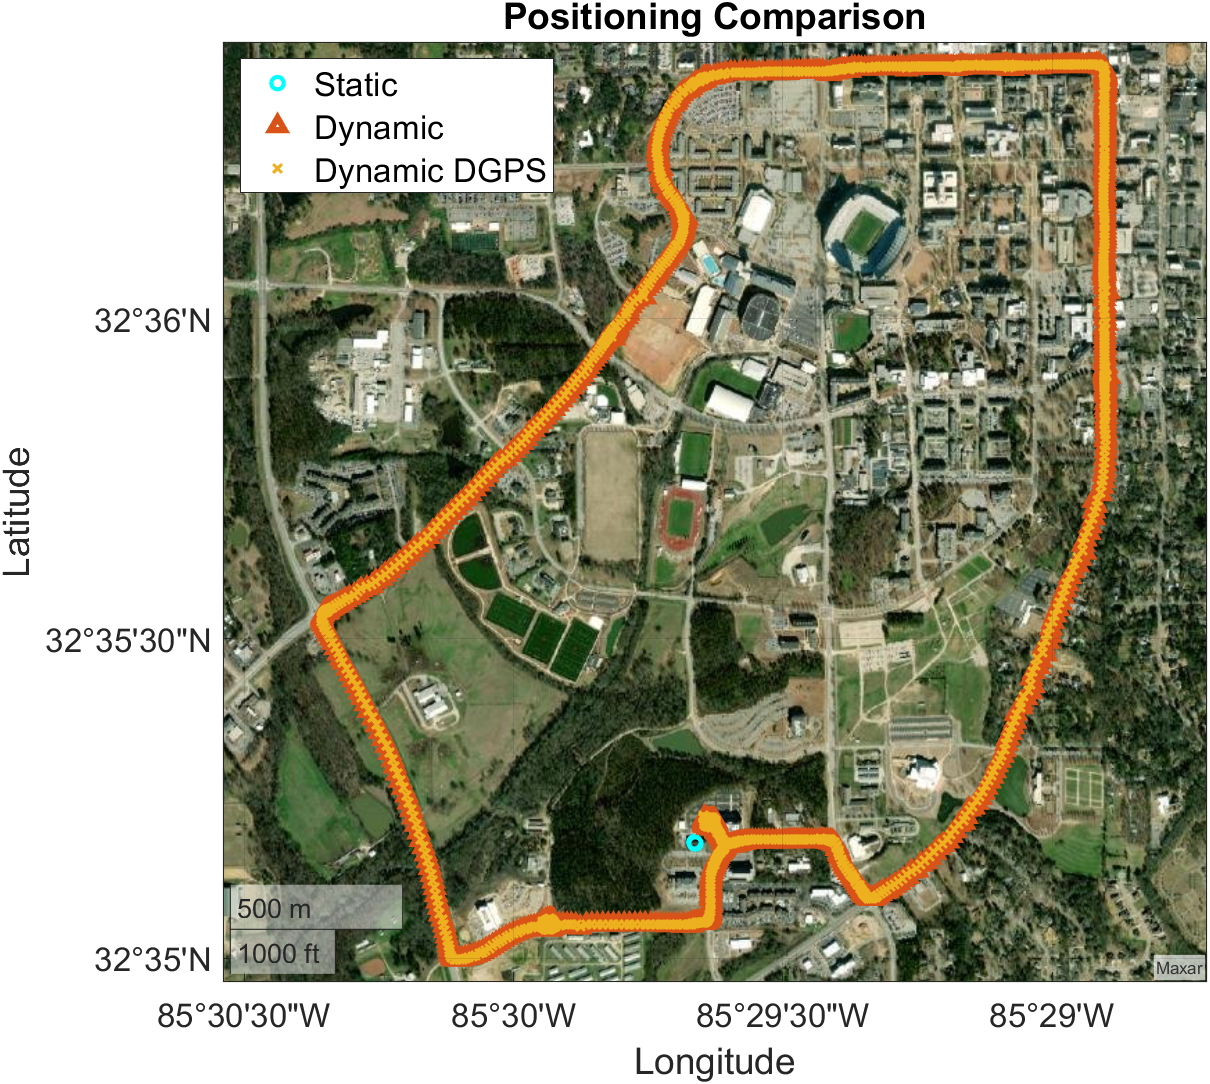 Positioning Comparison
Static
Dynamic
Dynamic DGPS
32°36'N
32°35'30"N
32°35'N
Latitude
500 m
1000 ft
Maxar
85°30'30"W
85°30'W
85°29'30"W
85°29'W
Longitude